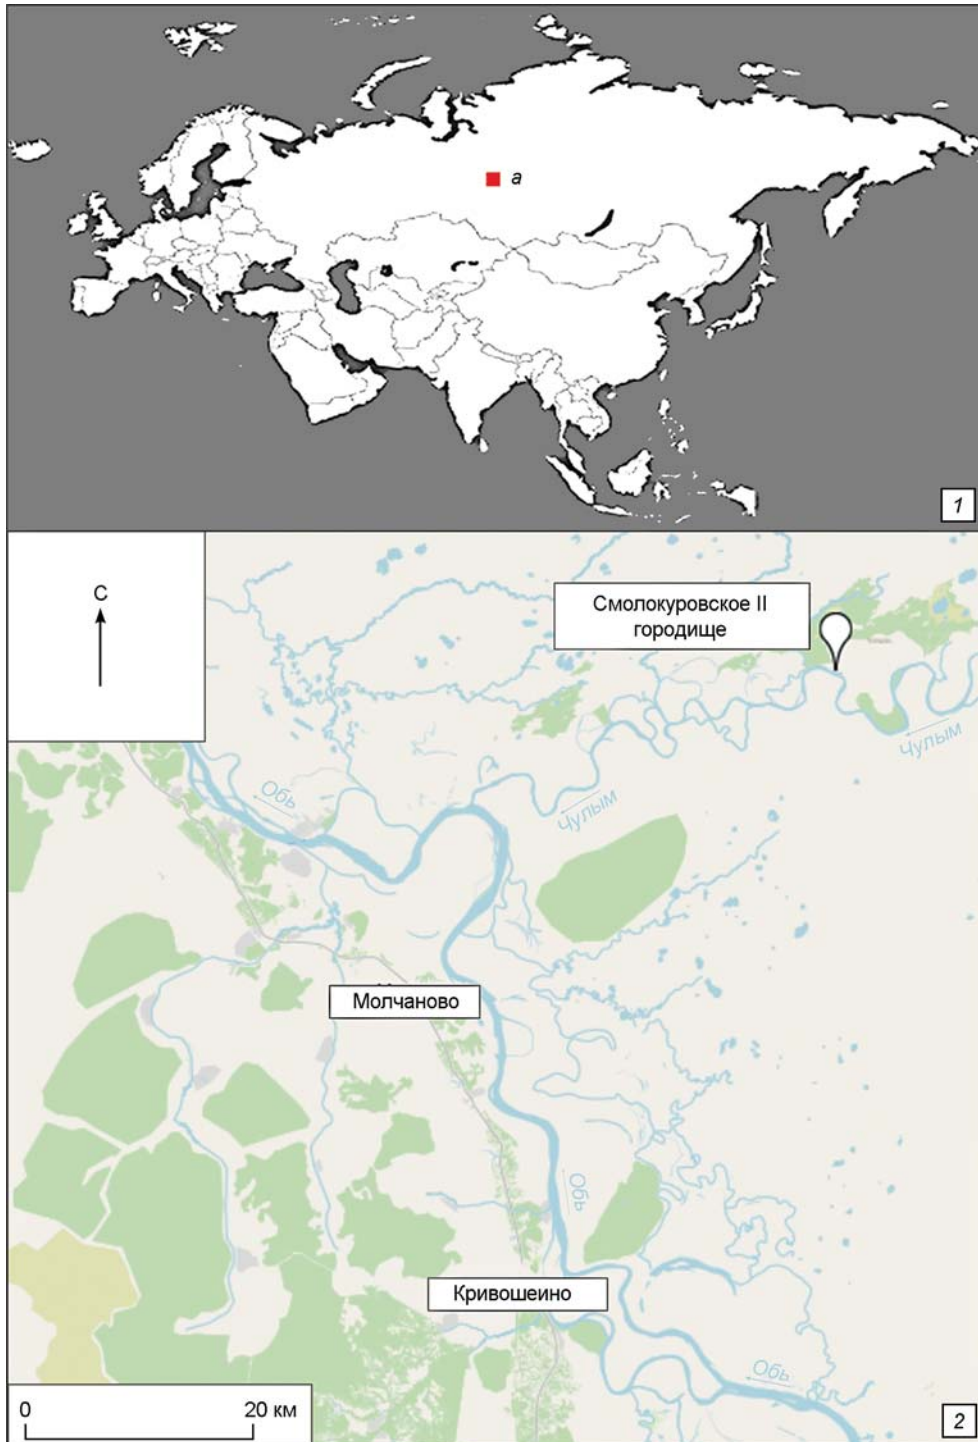 а
1
С
Смолокуровское II
городище
Чулым
Обь
Чулым
Молчаново
Обь
Кривошеино
Обь
0 20 км
2